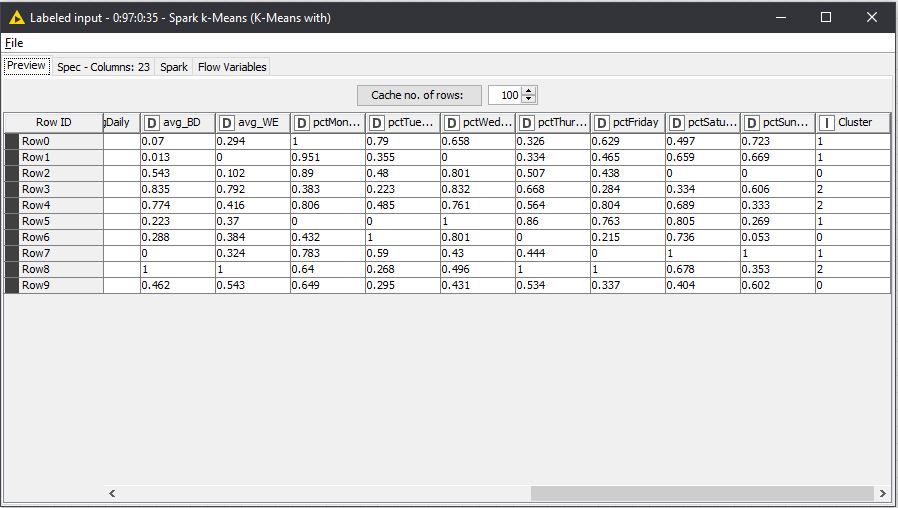 Labeled input - 0:97:0:35 - Spark k-Means (K-Means with)
File
Preview Spec - Columns: 23 Spark Flow Variables
Cache no. of rows: 100
Row ID gDaily D avg_BD D avg_WE D pctMon... D pctTue... D pctWed... D pctThur... D pctFriday D pctSatu... D pctSun... I Cluster
Row0 0.07 0.294 1 0.79 0.658 0.326 0.629 0.497 0.723 1
Row1 0.013 0 0.951 0.355 0 0.334 0.465 0.659 0.669 1
Row2 0.543 0.102 0.89 0.48 0.801 0.507 0.438 0 0 0
Row3 0.835 0.792 0.383 0.223 0.832 0.668 0.284 0.334 0.606 2
Row4 0.774 0.416 0.806 0.485 0.761 0.564 0.804 0.689 0.333 2
Row5 0.223 0.37 0 0 1 0.86 0.763 0.805 0.269 1
Row6 0.288 0.384 0.432 1 0.801 0 0.215 0.736 0.053 0
Row7 0 0.324 0.783 0.59 0.43 0.444 0 1 1 1
Row8 1 1 0.64 0.268 0.496 1 1 0.678 0.353 2
Row9 0.462 0.543 0.649 0.295 0.431 0.534 0.337 0.404 0.602 0